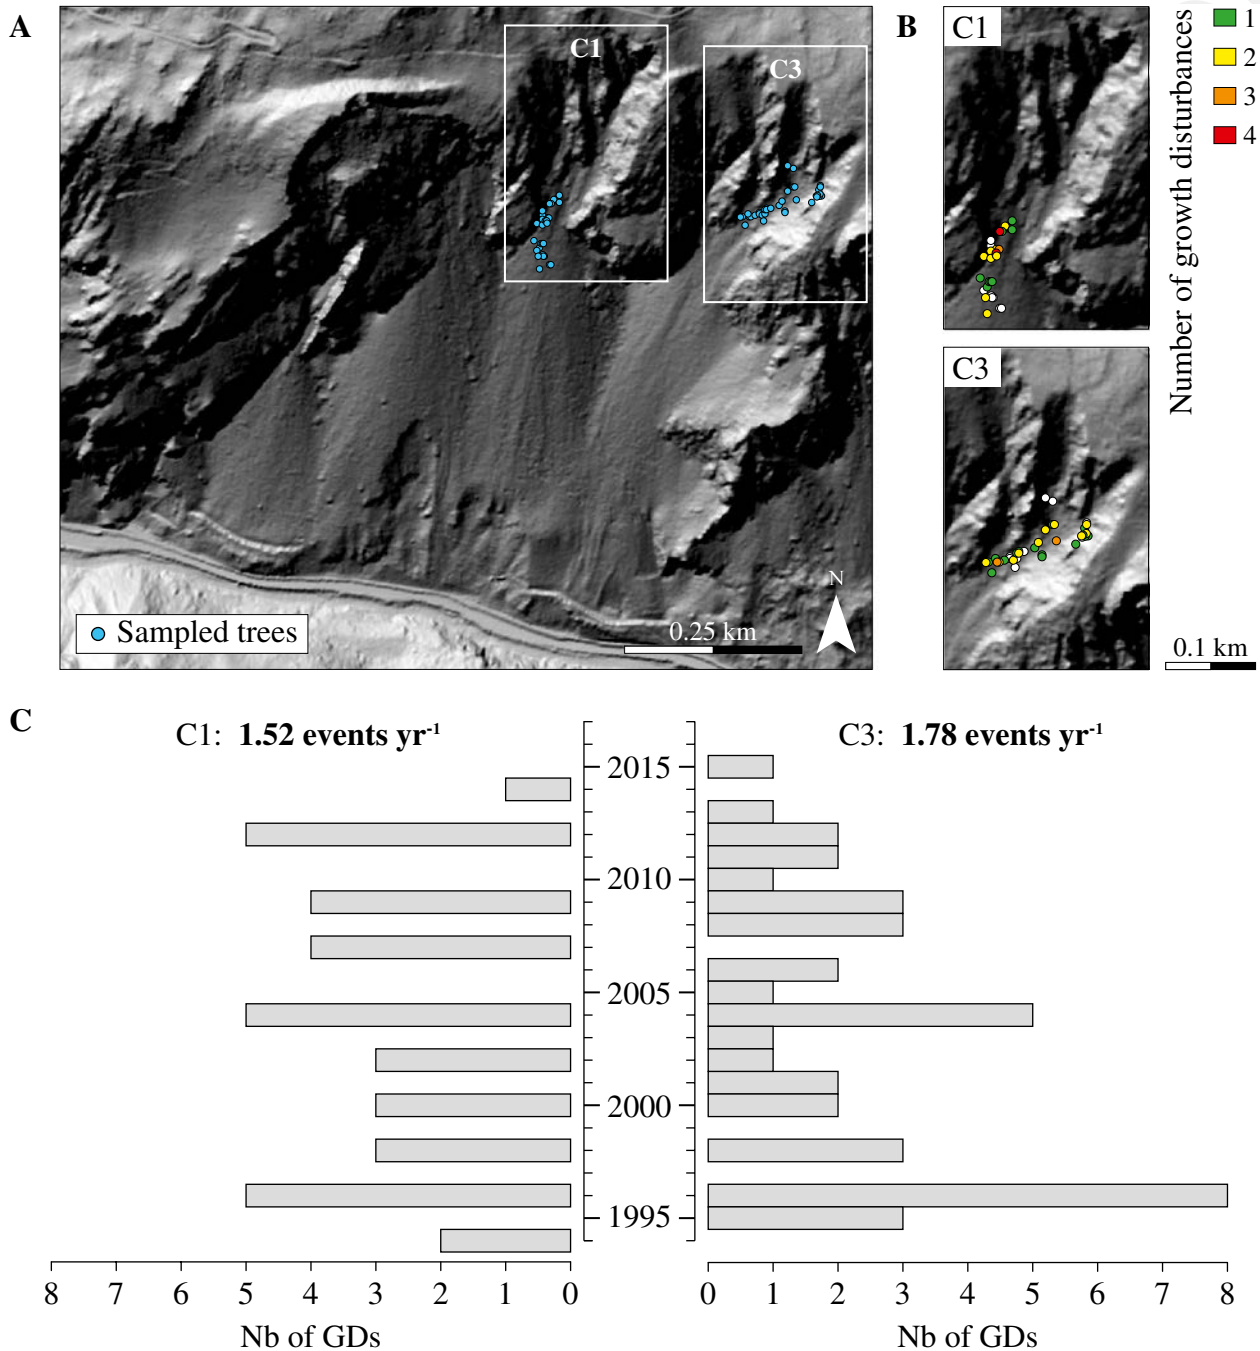 A
C1
C3
N
0.25 km
Sampled trees
B
C1
C3
Number of growth disturbances
1
2
3
4
0.1 km
C
C1: 1.52 events yr-1
C3: 1.78 events yr-1
2015
2010
2005
2000
1995
8 7 6 5 4 3 2 1 0
Nb of GDs
0 1 2 3 4 5 6 7 8
Nb of GDs